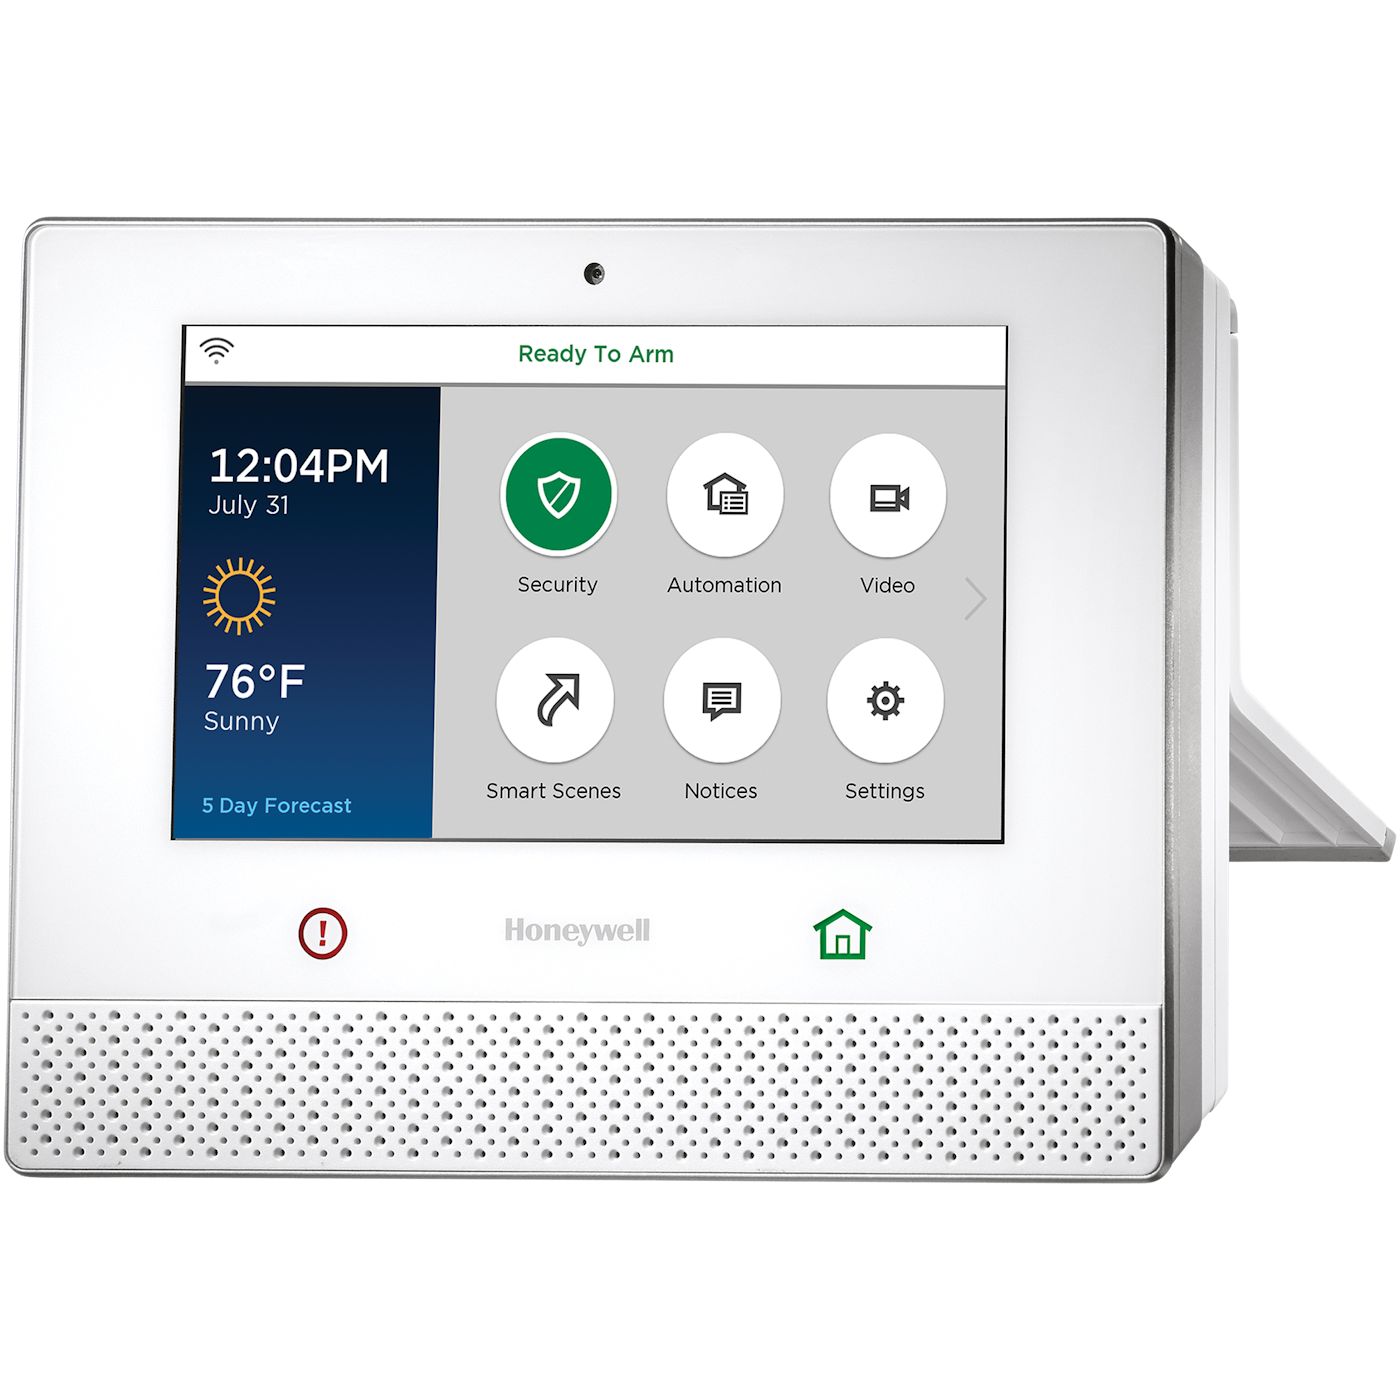 Ready To Arm
12:04PM
July 31
76°F
Sunny
5 Day Forecast
Security
Automation
Video
Smart Scenes
Notices
Settings
!
Honeywell